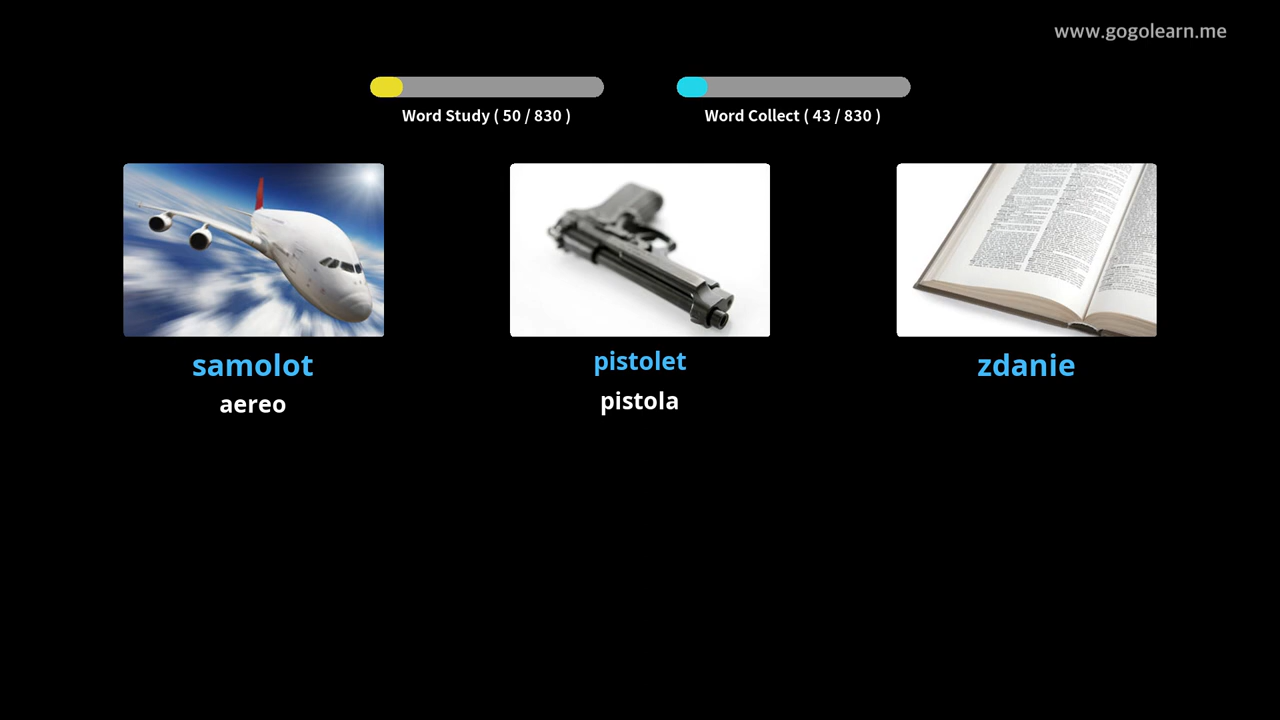 www.gogolearn.me
Word Study ( 50 / 830 )
Word Collect ( 43 / 830 )
samolot
aereo
pistolet
pistola
zdanie